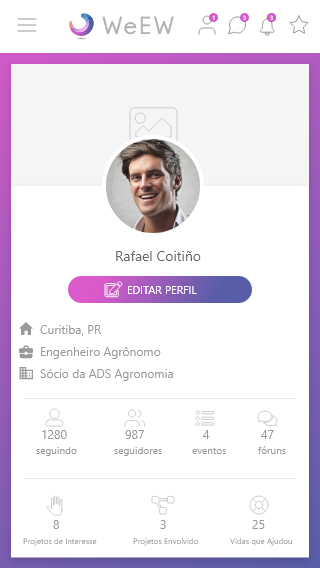 WeEW
1 3 3
Rafael Coitiño
EDITAR PERFIL
Curitiba, PR
Engenheiro Agrônomo
Sócio da ADS Agronomia
1280 987 4 47
seguindo seguidores eventos fóruns
8 3 25
Projetos de Interesse Projetos Envolvido Vidas que Ajudou